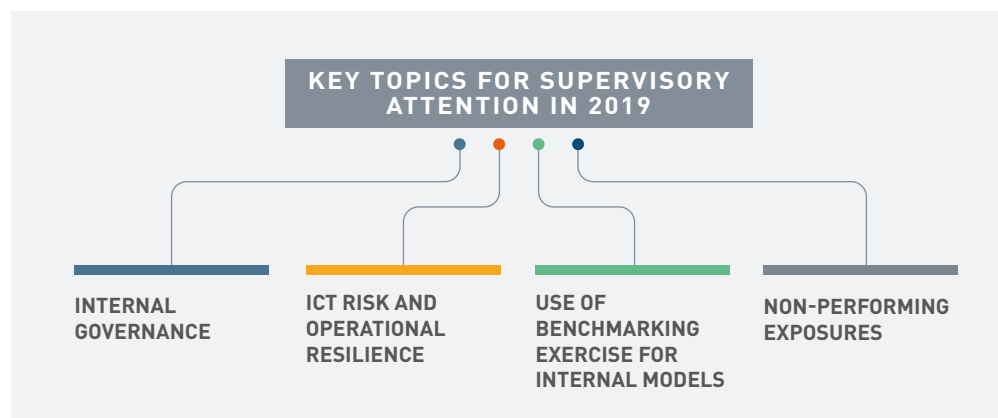 KEY TOPICS FOR SUPERVISORY
ATTENTION IN 2019
INTERNAL
GOVERNANCE
ICT RISK AND
OPERATIONAL
RESILIENCE
USE OF
BENCHMARKING
EXERCISE FOR
INTERNAL MODELS
NON-PERFORMING
EXPOSURES